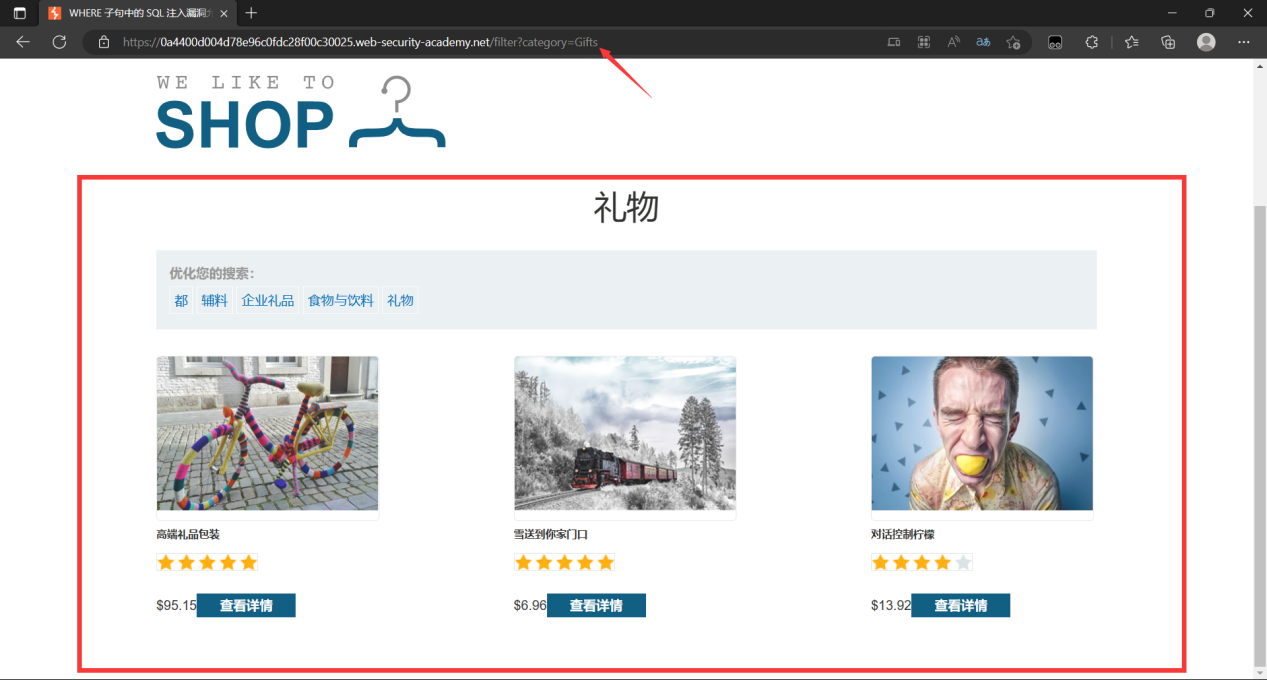 WHERE 子句中的 SQL 注入漏洞
https://0a4400d004d78e96c0fdc28f00c30025.web-security-academy.net/filter?category=Gifts
WE LIKE TO
SHOP
礼物
优化您的搜索:
都 辅料 企业礼品 食物与饮料 礼物
高端礼品包装 雪送到你家门口 对话控制柠檬
$95.15 查看详情 $6.96 查看详情 $13.92 查看详情